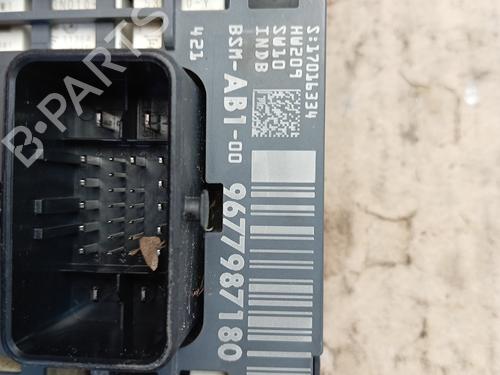 S:17016334
HW209
SW10
INDB
BSM-AB1-00 9677987180
421
B-PARTS